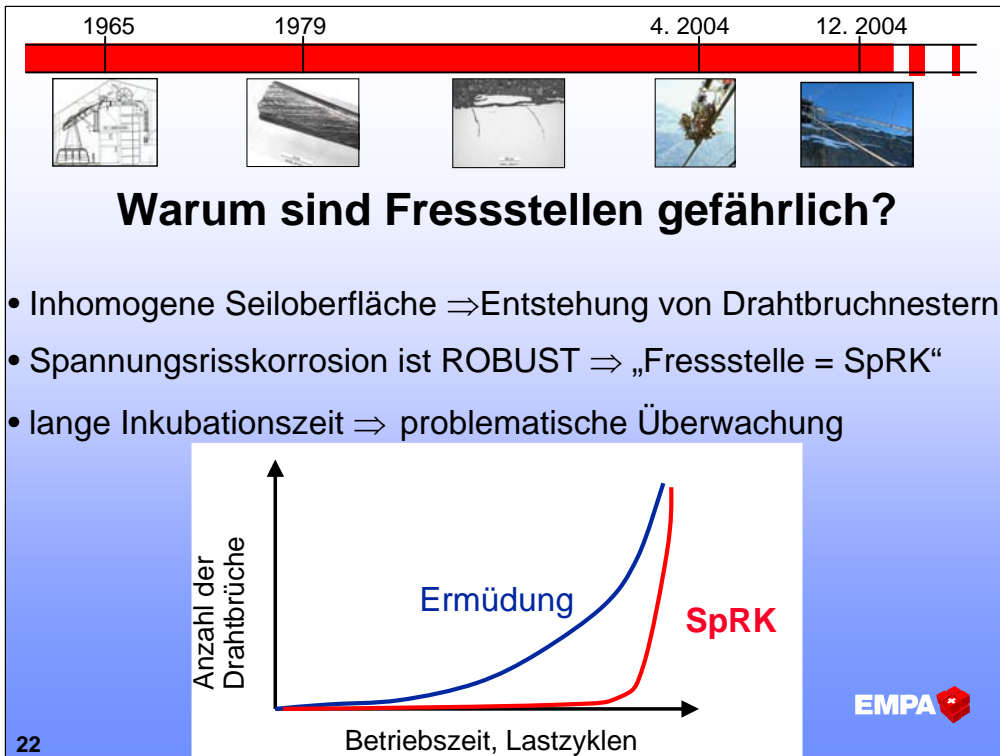 1965 1979 4. 2004 12. 2004
Warum sind Fressstellen gefährlich?
• Inhomogene Seiloberfläche ⇒Entstehung von Drahtbruchnestern
• Spannungsrisskorrosion ist ROBUST ⇒ „Fressstelle = SpRK“
• lange Inkubationszeit ⇒ problematische Überwachung
Anzahl der
Drahtbrüche
Ermüdung
SpRK
Betriebszeit, Lastzyklen
EMPA
22